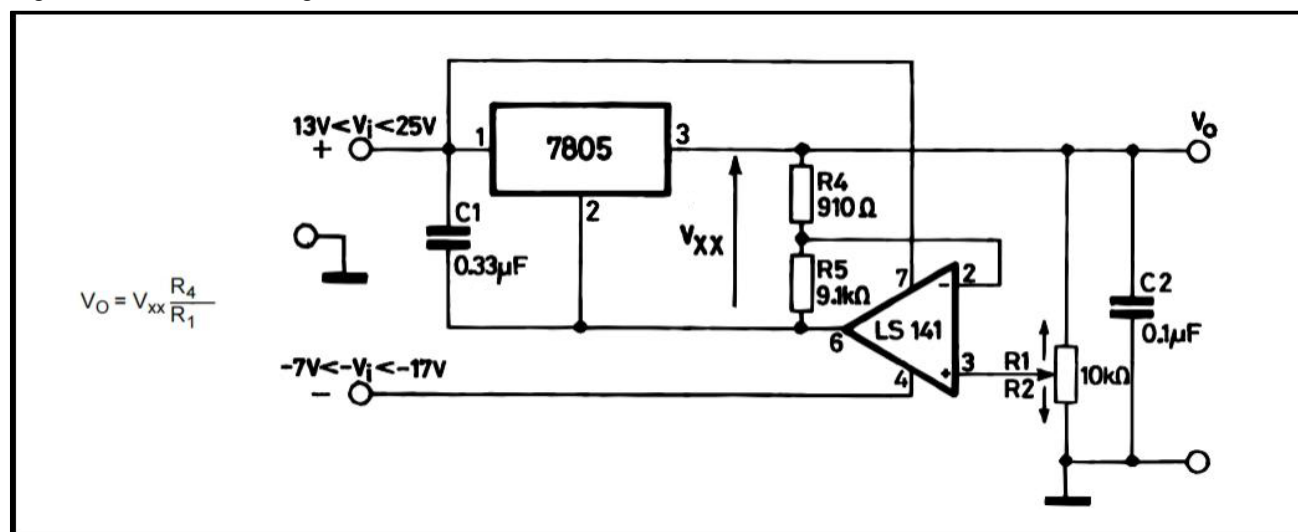 13V<Vi<25V
+
1
7805
3
Vo
2
C1
0.33μF
VXX
R4
910Ω
R5
9.1kΩ
7
2
-
LS 141
6
4
+
3
R1
R2
10kΩ
C2
0.1μF
VO = Vxx R4
R1
-7V<-Vi<-17V
-